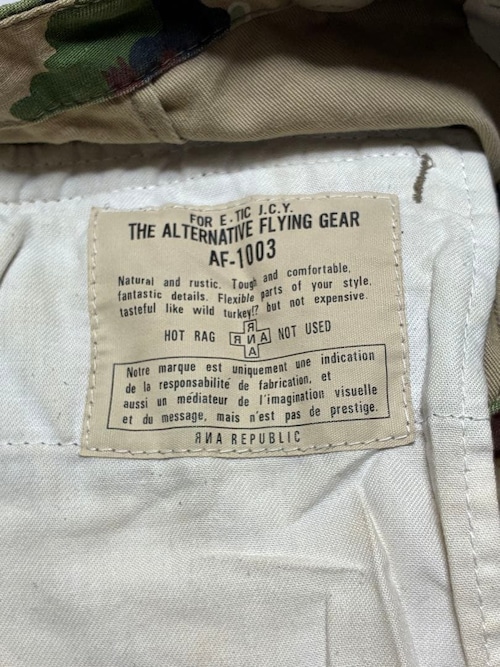 FOR E.TIC J.C.Y.
THE ALTERNATIVE FLYING GEAR
AF-1003
Natural and rustic. Tough and comfortable,
fantastic details. Flexible parts of your style.
tasteful like wild turkey!? but not expensive.
HOT RAG ЯNA NOT USED
Notre marque est uniquement une indication
de la responsabilité de fabrication, et
aussi un médiateur de l'imagination visuelle
et du message, mais n'est pas de prestige.
ЯИA REPUBLIC